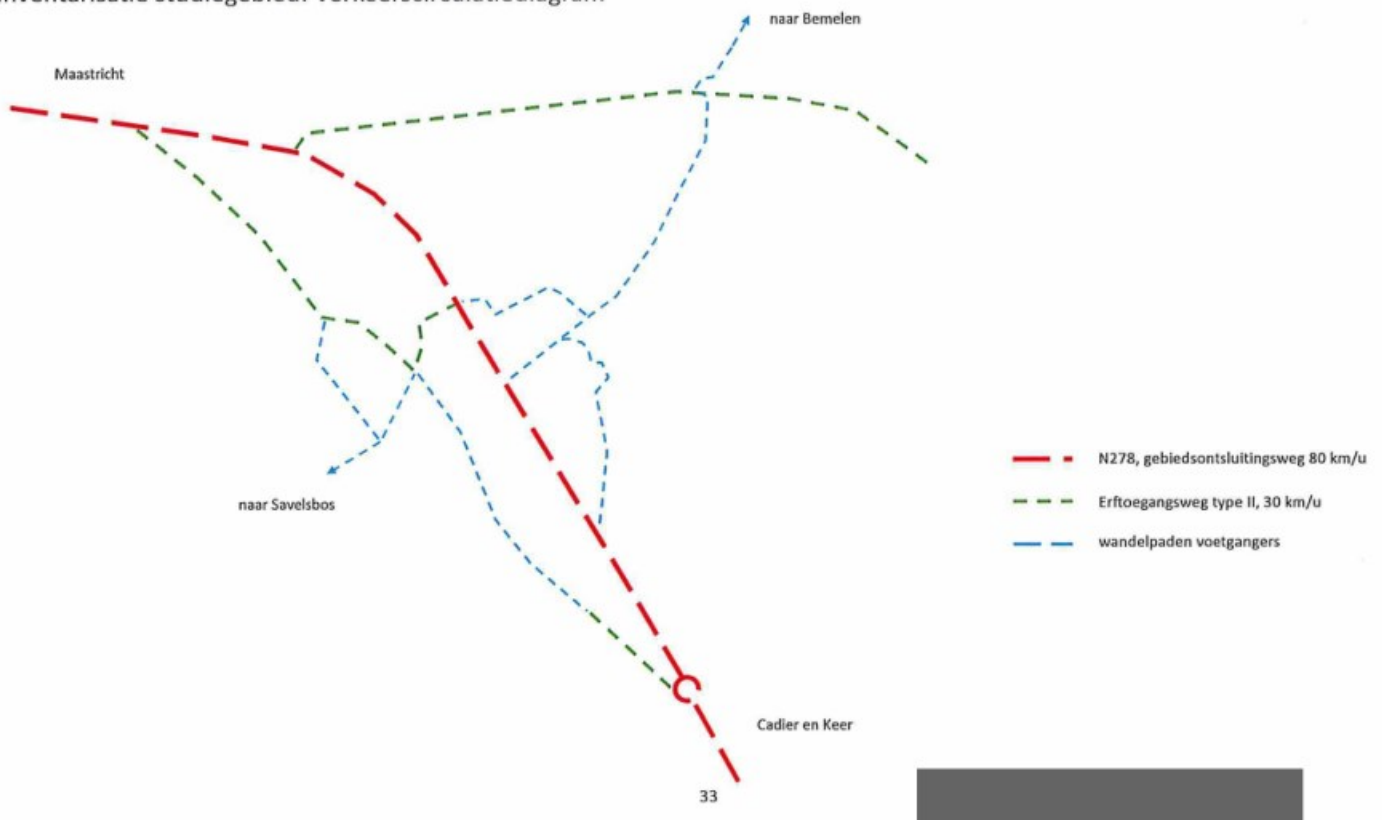 naar Bemelen
Maastricht
N278, gebiedsontsluitingsweg 80 km/u
Erftoegangsweg type II, 30 km/u
naar Savelsbos
wandelpaden voetgangers
Cadier en Keer
33